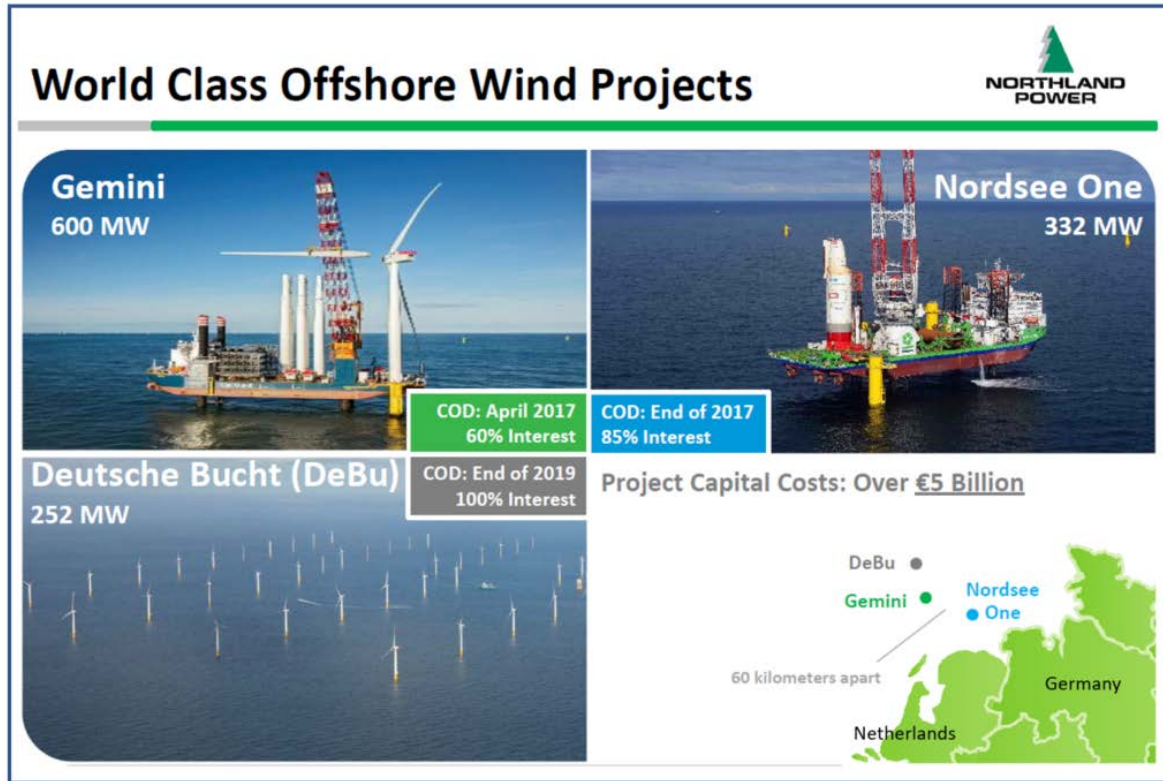 World Class Offshore Wind Projects
NORTHLAND
POWER
Gemini
600 MW
COD: April 2017
60% Interest
Nordsee One
332 MW
COD: End of 2017
85% Interest
Deutsche Bucht (DeBu)
252 MW
COD: End of 2019
100% Interest
Project Capital Costs: Over €5 Billion
DeBu
Gemini
Nordsee
One
60 kilometers apart
Germany
Netherlands